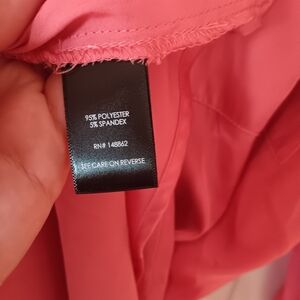 95% POLYESTER
5% SPANDEX
RN# 148862
SEE CARE ON REVERSE